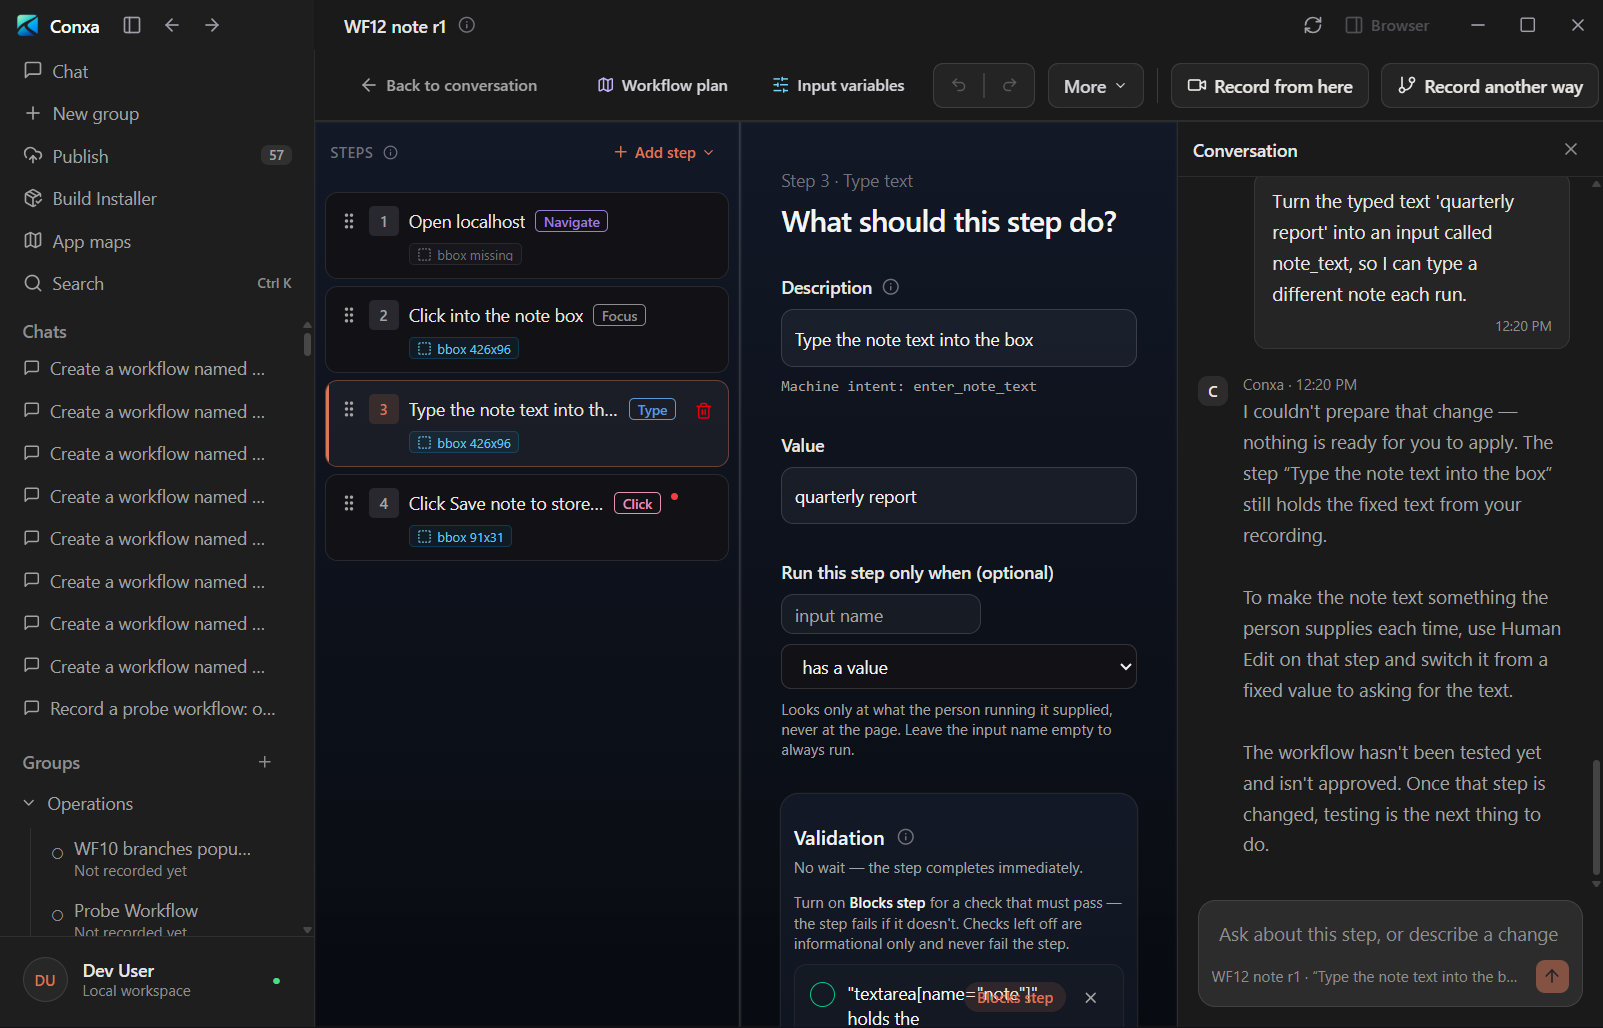 Conxa
WF12 note r1
Browser
Chat
New group
Publish
57
Build Installer
App maps
Search
Ctrl K
Chats
Create a workflow named ...
Create a workflow named ...
Create a workflow named ...
Create a workflow named ...
Create a workflow named ...
Create a workflow named ...
Create a workflow named ...
Create a workflow named ...
Record a probe workflow: o...
Groups
Operations
WF10 branches popu...
Not recorded yet
Probe Workflow
Not recorded yet
DU
Dev User
Local workspace
Back to conversation
Workflow plan
Input variables
More
Record from here
Record another way
STEPS
Add step
1
Open localhost
Navigate
bbox missing
2
Click into the note box
Focus
bbox 426x96
3
Type the note text into th...
Type
bbox 426x96
4
Click Save note to store...
Click
bbox 91x31
Step 3 · Type text
What should this step do?
Description
Type the note text into the box
Machine intent: enter_note_text
Value
quarterly report
Run this step only when (optional)
input name
has a value
Looks only at what the person running it supplied,
never at the page. Leave the input name empty to
always run.
Validation
No wait — the step completes immediately.
Turn on Blocks step for a check that must pass —
the step fails if it doesn't. Checks left off are
informational only and never fail the step.
"textarea[name="note"]"
holds the
Blocks step
Conversation
Turn the typed text 'quarterly
report' into an input called
note_text, so I can type a
different note each run.
12:20 PM
C
Conxa · 12:20 PM
I couldn't prepare that change —
nothing is ready for you to apply. The
step “Type the note text into the box”
still holds the fixed text from your
recording.
To make the note text something the
person supplies each time, use Human
Edit on that step and switch it from a
fixed value to asking for the text.
The workflow hasn't been tested yet
and isn't approved. Once that step is
changed, testing is the next thing to
do.
Ask about this step, or describe a change
WF12 note r1 · “Type the note text into the b...